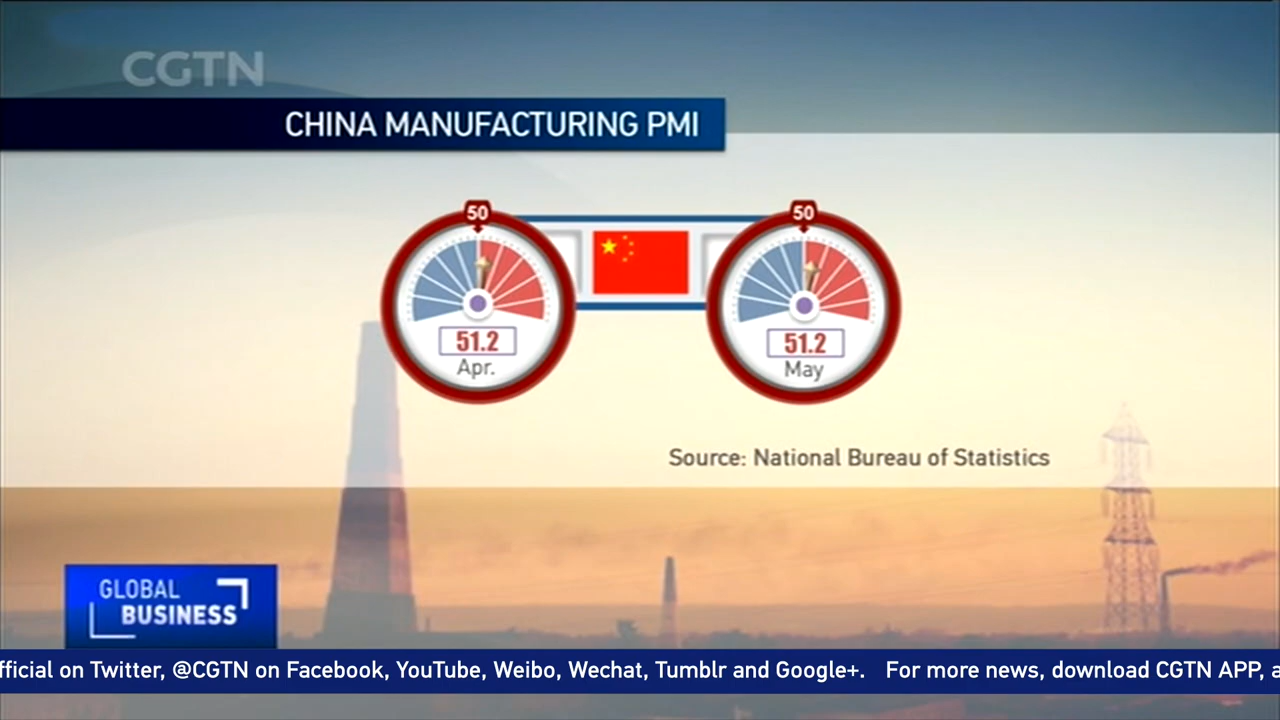 CGTN
CHINA MANUFACTURING PMI
50
50
51.2
Apr.
51.2
May
Source: National Bureau of Statistics
GLOBAL
BUSINESS
fficial on Twitter, @CGTN on Facebook, YouTube, Weibo, Wechat, Tumblr and Google+. For more news, download CGTN APP, a